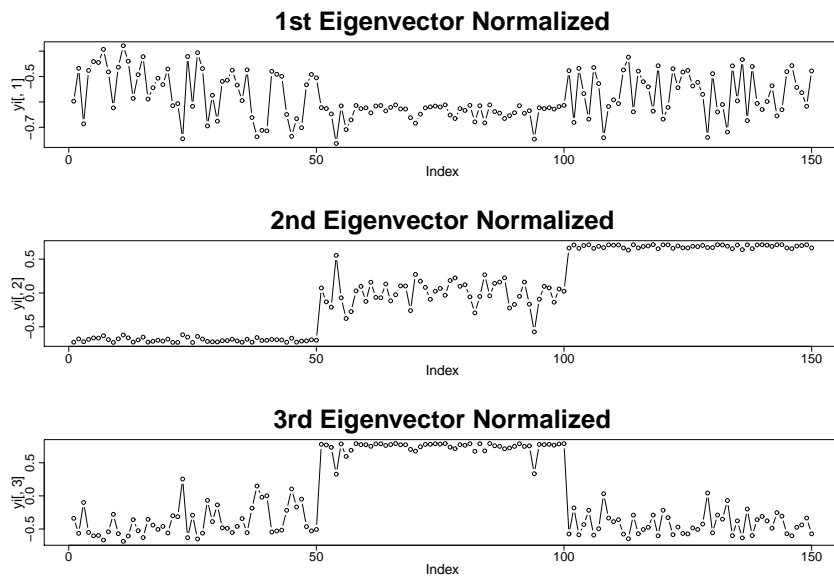 1st Eigenvector Normalized
yi[, 1]
-0.5
-0.7
0
50
100
150
Index
2nd Eigenvector Normalized
yi[, 2]
0.5
0.0
-0.5
0
50
100
150
Index
3rd Eigenvector Normalized
yi[, 3]
0.5
0.0
-0.5
0
50
100
150
Index